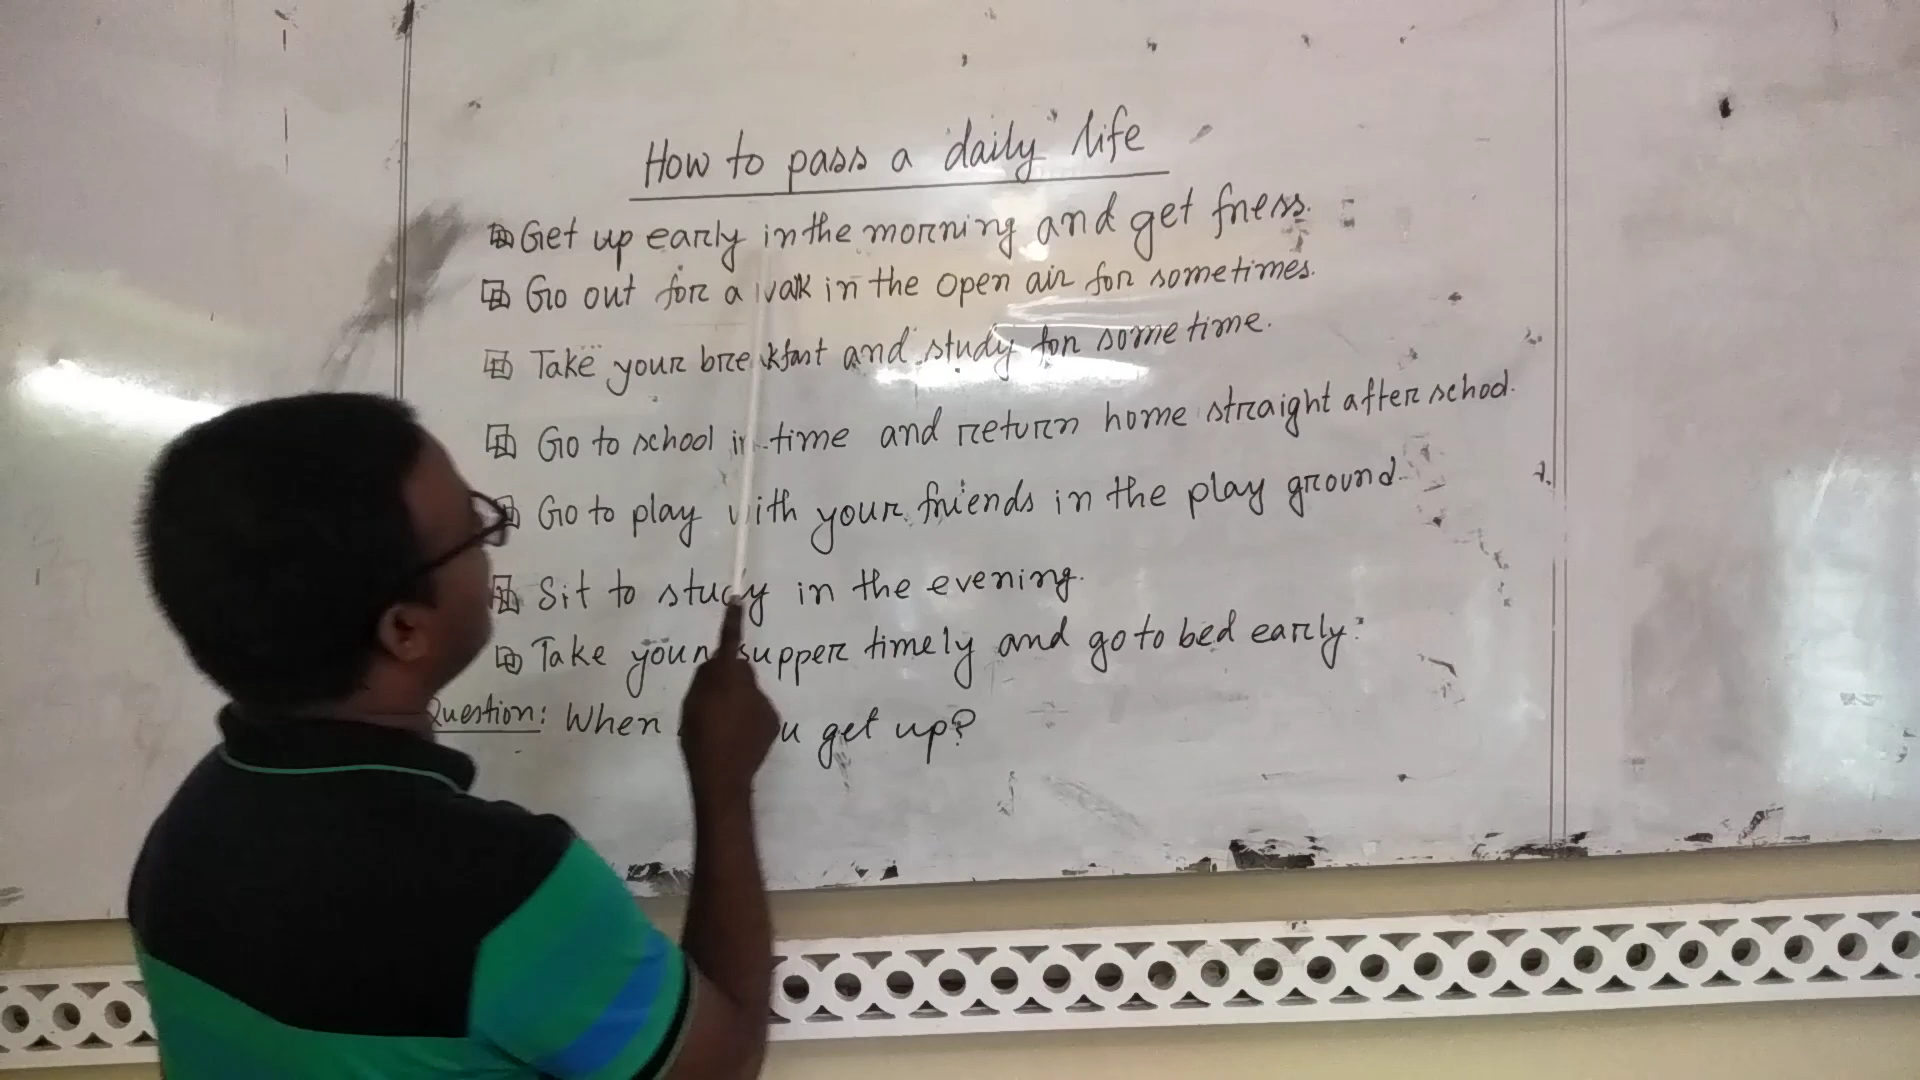 How to pass a daily life
Get up early in the morning and get fress.
Go out for a walk in the open air for sometimes.
Take your breakfast and study for some time.
Go to school in time and return home straight after school.
Go to play with your friends in the play ground.
Sit to study in the evening.
Take your supper timely and go to bed early.
Question: When get up?